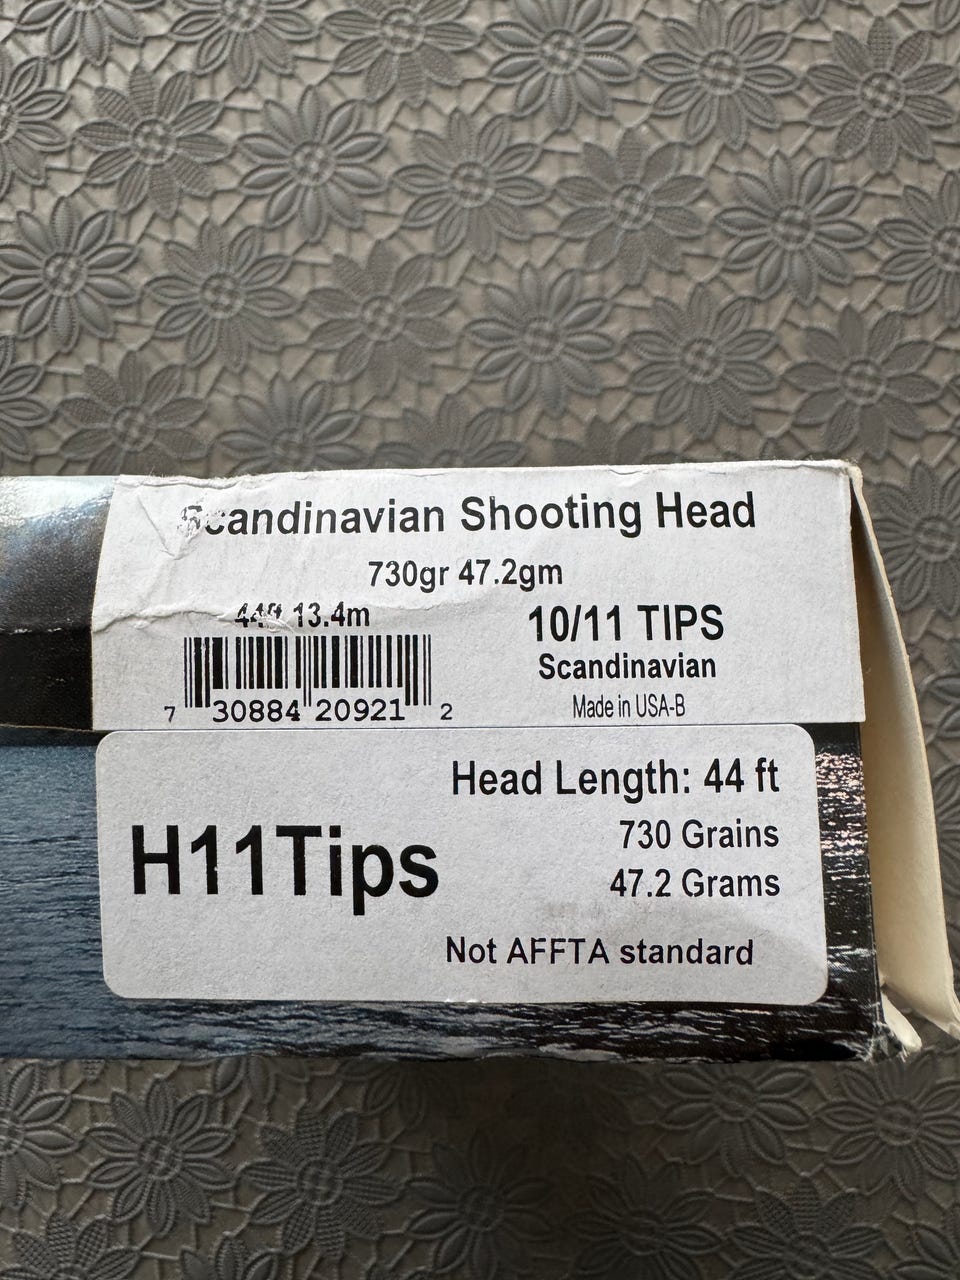 Scandinavian Shooting Head
730gr 47.2gm
44ft 13.4m
7 30884 20921 2
10/11 TIPS
Scandinavian
Made in USA-B
H11Tips
Head Length: 44 ft
730 Grains
47.2 Grams
Not AFFTA standard